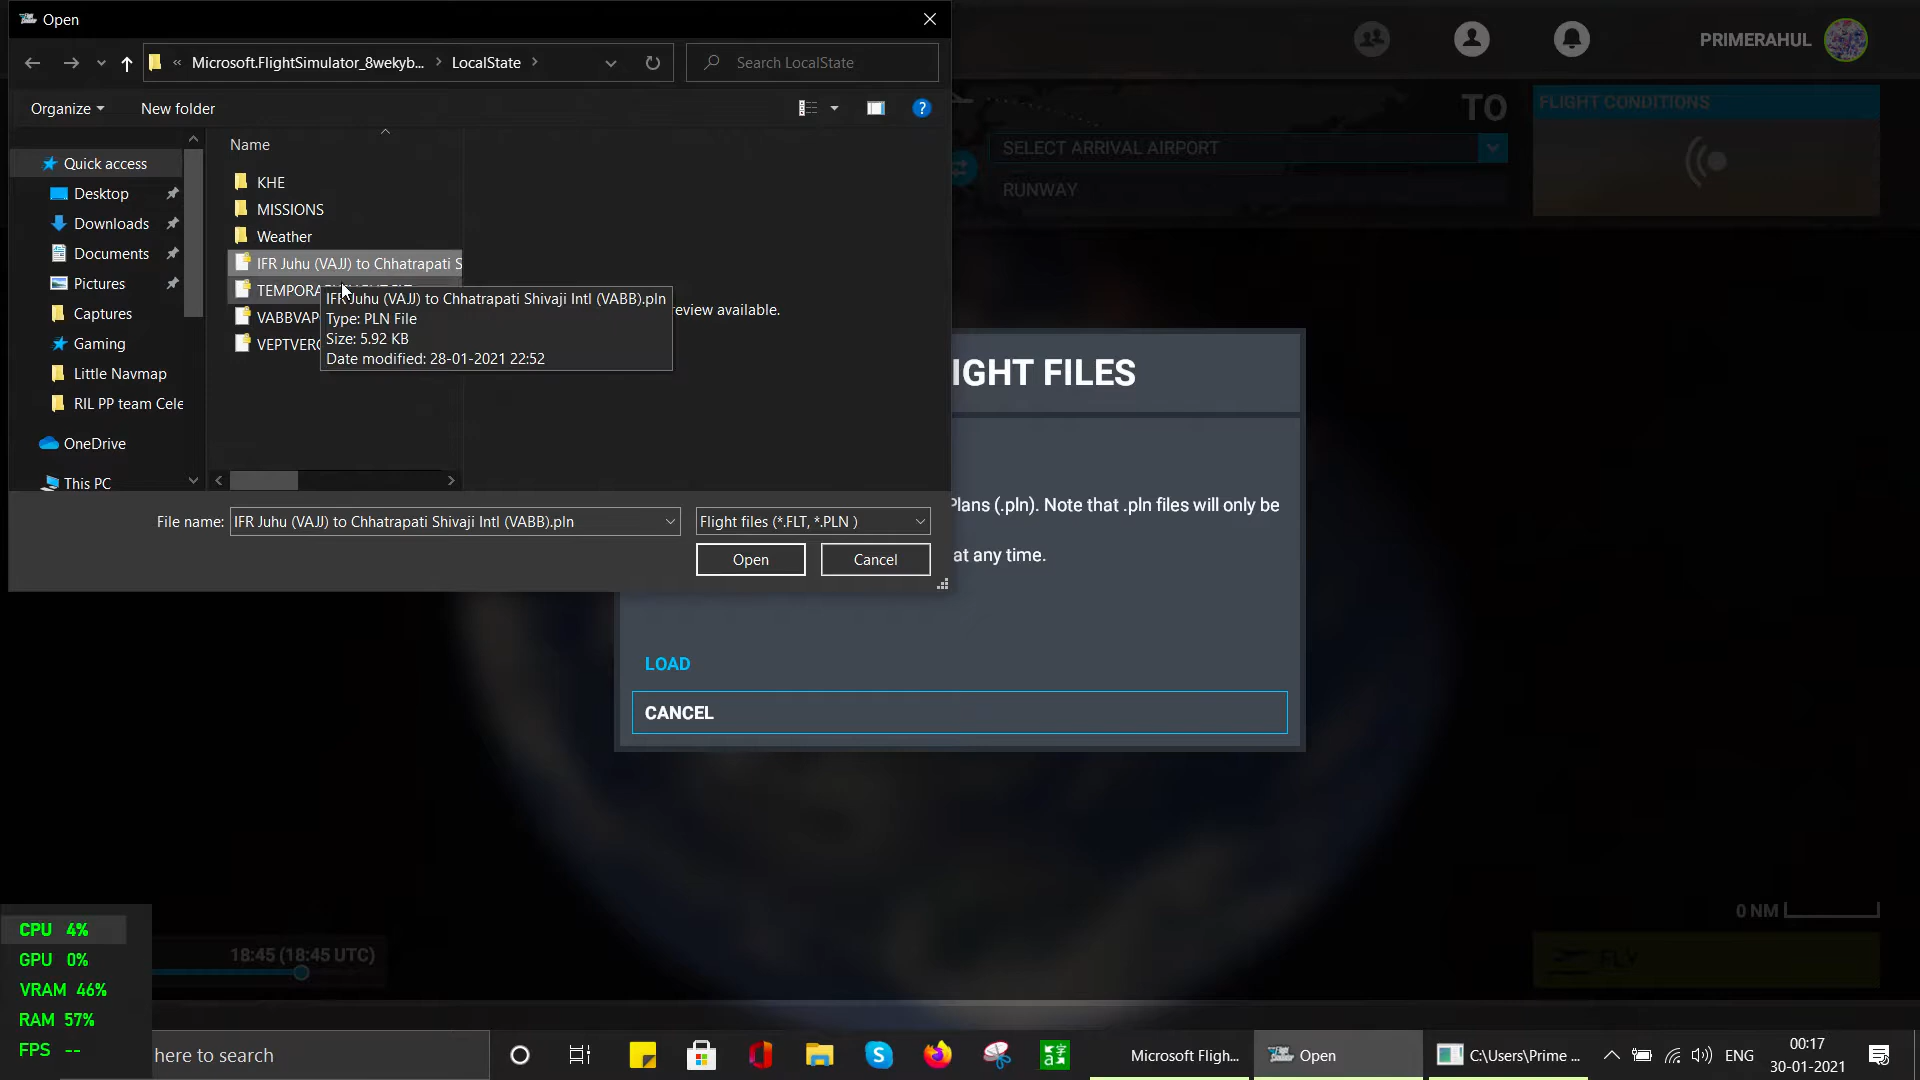 Open
PRIMERAHUL
« Microsoft.FlightSimulator_8wekyb... > LocalState >
Search LocalState
Organize
New folder
?
Name
Quick access
Desktop
Downloads
Documents
Pictures
Captures
Gaming
Little Navmap
RIL PP team Cele
OneDrive
This PC
KHE
MISSIONS
Weather
IFR Juhu (VAJJ) to Chhatrapati S
TEMPORA
VABBVAP
VEPTVERC
IFR Juhu (VAJJ) to Chhatrapati Shivaji Intl (VABB).pln
Type: PLN File
Size: 5.92 KB
Date modified: 28-01-2021 22:52
review available.
File name:
IFR Juhu (VAJJ) to Chhatrapati Shivaji Intl (VABB).pln
Flight files (*.FLT, *.PLN )
Open
Cancel
TO
SELECT ARRIVAL AIRPORT
RUNWAY
FLIGHT CONDITIONS
IGHT FILES
Plans (.pln). Note that .pln files will only be
at any time.
LOAD
CANCEL
0 NM
18:45 (18:45 UTC)
FLY
CPU 4%
GPU 0%
VRAM 46%
RAM 57%
FPS --
here to search
Microsoft Fligh...
Open
C:\Users\Prime ...
ENG
00:17
30-01-2021